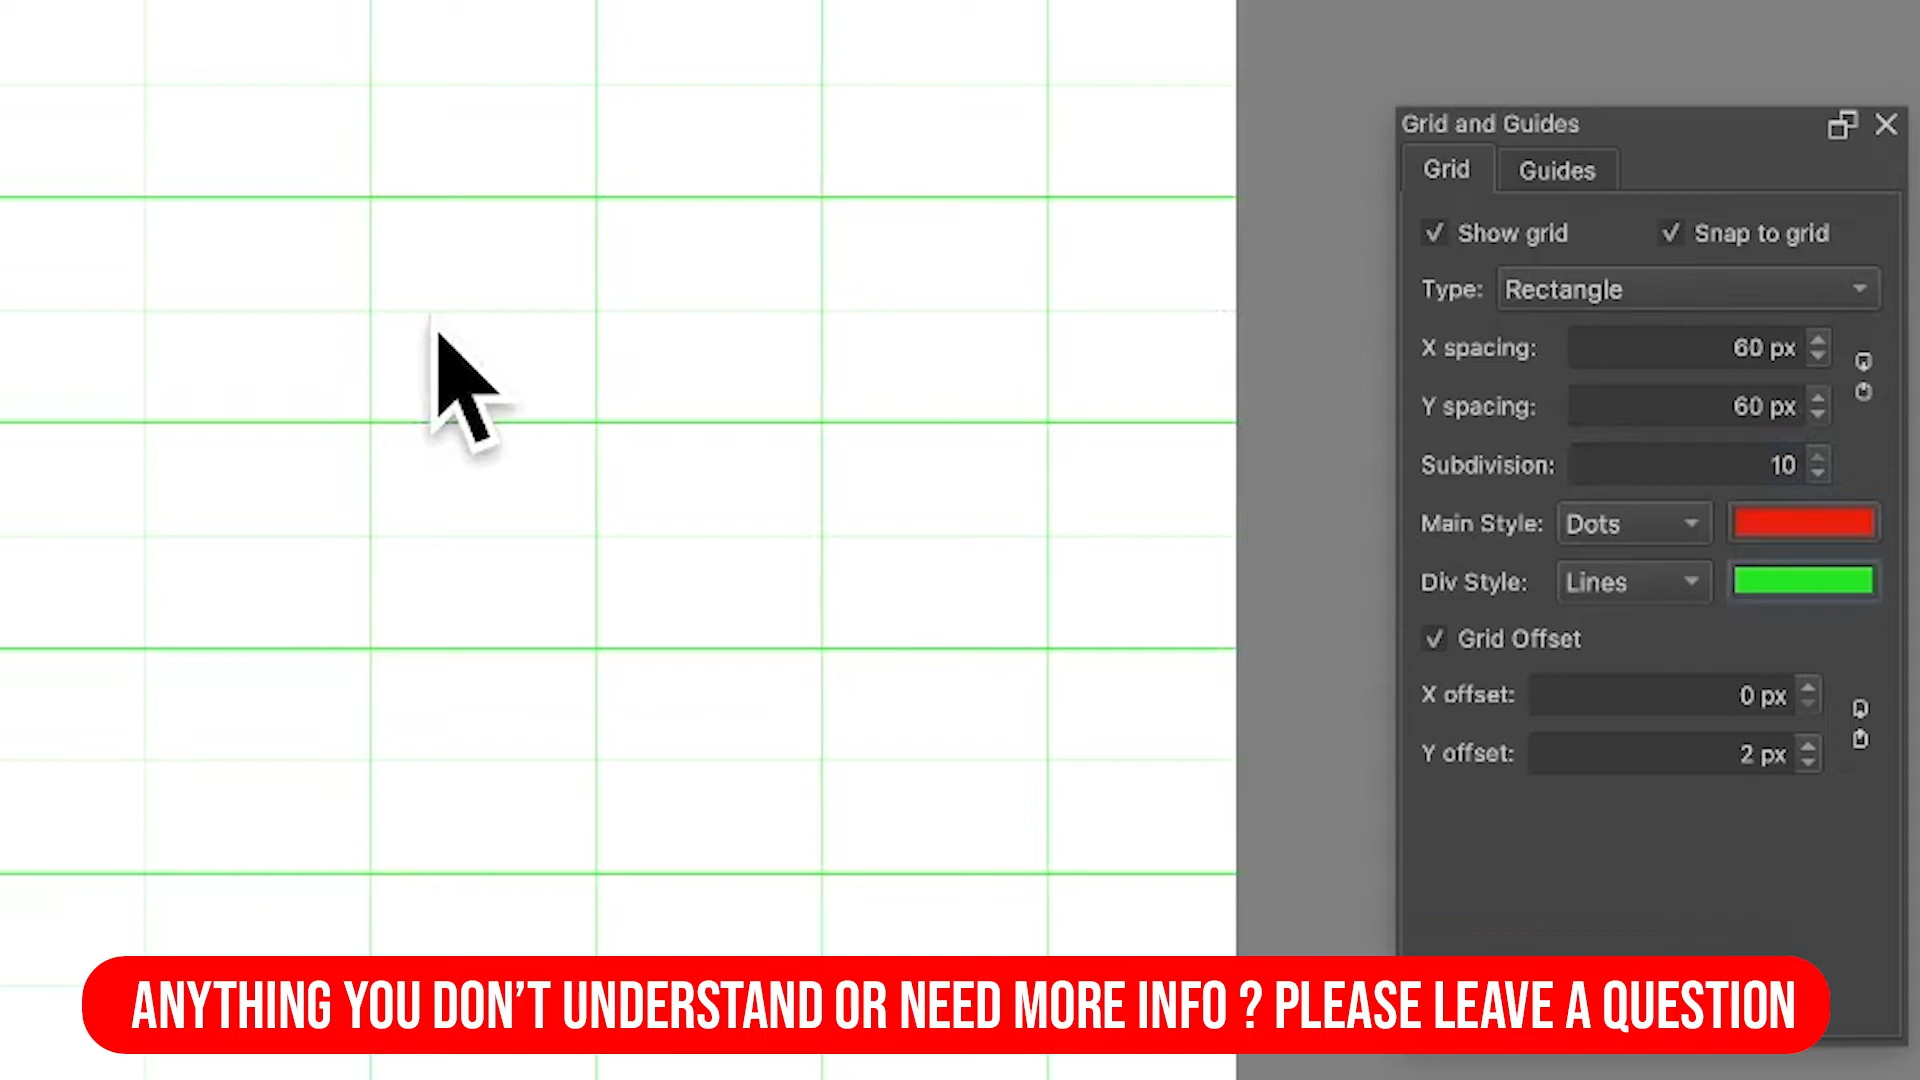 Grid and Guides
Grid Guides
Show grid Snap to grid
Type: Rectangle
X spacing: 60 px
Y spacing: 60 px
Subdivision: 10
Main Style: Dots
Div Style: Lines
Grid Offset
X offset: 0 px
Y offset: 2 px
ANYTHING YOU DON’T UNDERSTAND OR NEED MORE INFO ? PLEASE LEAVE A QUESTION